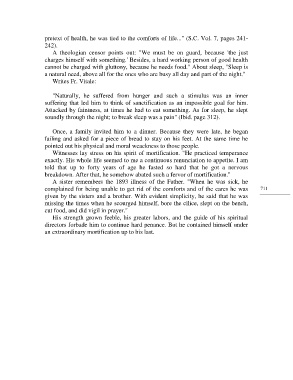 pretext of health, he was tied to the comforts of life..." (S.C. Vol. 7, pages 241-
242).
A theologian censor points out: "We must be on guard, because 'the just
charges himself with something.' Besides, a hard working person of good health
cannot be charged with gluttony, because he needs food." About sleep, "Sleep is
a natural need, above all for the ones who are busy all day and part of the night."
Writes Fr. Vitale:
"Naturally, he suffered from hunger and such a stimulus was an inner
suffering that led him to think of sanctification as an impossible goal for him.
Attacked by faintness, at times he had to eat something. As for sleep, he slept
soundly through the night; to break sleep was a pain" (Ibid. page 312).
Once, a family invited him to a dinner. Because they were late, he began
failing and asked for a piece of bread to stay on his feet. At the same time he
pointed out his physical and moral weakness to those people.
Witnesses lay stress on his spirit of mortification. "He practiced temperance
exactly. His whole life seemed to me a continuous renunciation to appetite. I am
told that up to forty years of age he fasted so hard that he got a nervous
breakdown. After that, he somehow abated such a fervor of mortification."
A sister remembers the 1893 illness of the Father. "When he was sick, he
complained for being unable to get rid of the comforts and of the cares he was
given by the sisters and a brother. With evident simplicity, he said that he was
missing the times when he scourged himself, bore the cilice, slept on the bench,
eat food, and did vigil in prayer."
His strength grown feeble, his greater labors, and the guide of his spiritual
directors forbade him to continue hard penance. But he contained himself under
an extraordinary mortification up to his last.